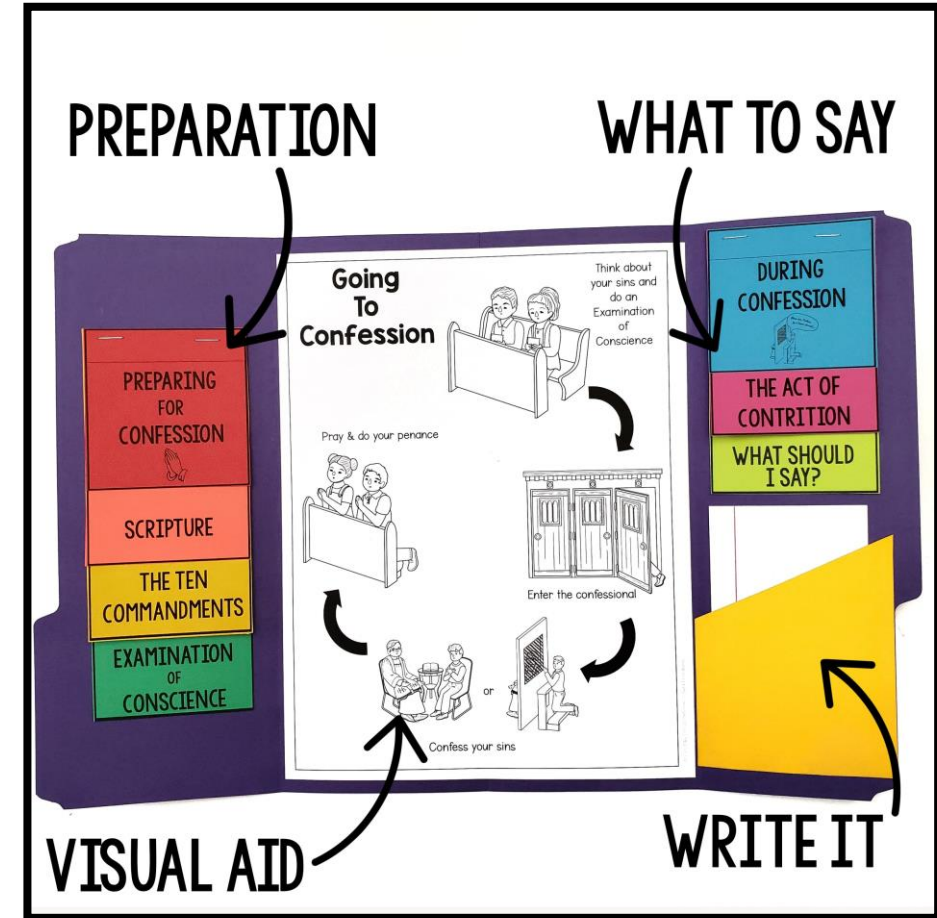 PREPARATION
WHAT TO SAY
PREPARING
FOR
CONFESSION
SCRIPTURE
THE TEN
COMMANDMENTS
EXAMINATION
OF
CONSCIENCE
Going
To
Confession
Think about
your sins and
do an
Examination
of
Conscience
Enter the confessional
Confess your sins
or
Pray & do your penance
DURING
CONFESSION
THE ACT OF
CONTRITION
WHAT SHOULD
I SAY?
VISUAL AID
WRITE IT